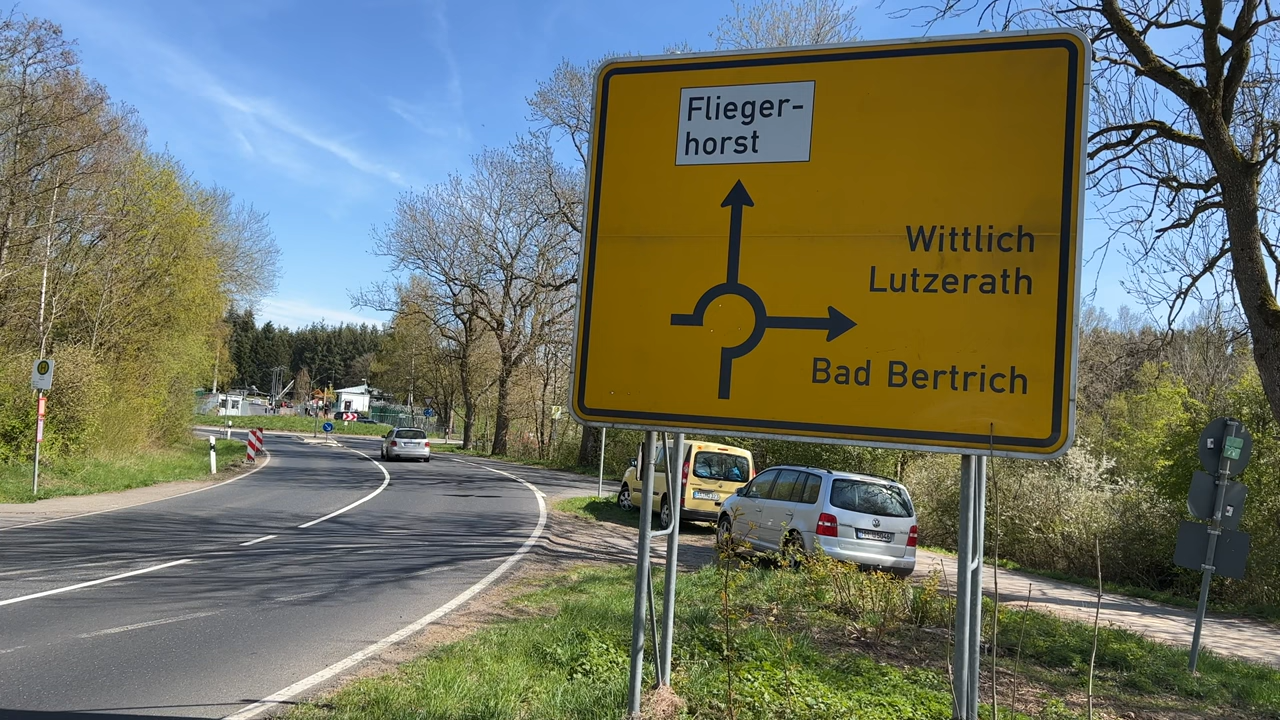 Flieger-
horst
Wittlich
Lutzerath
Bad Bertrich
H